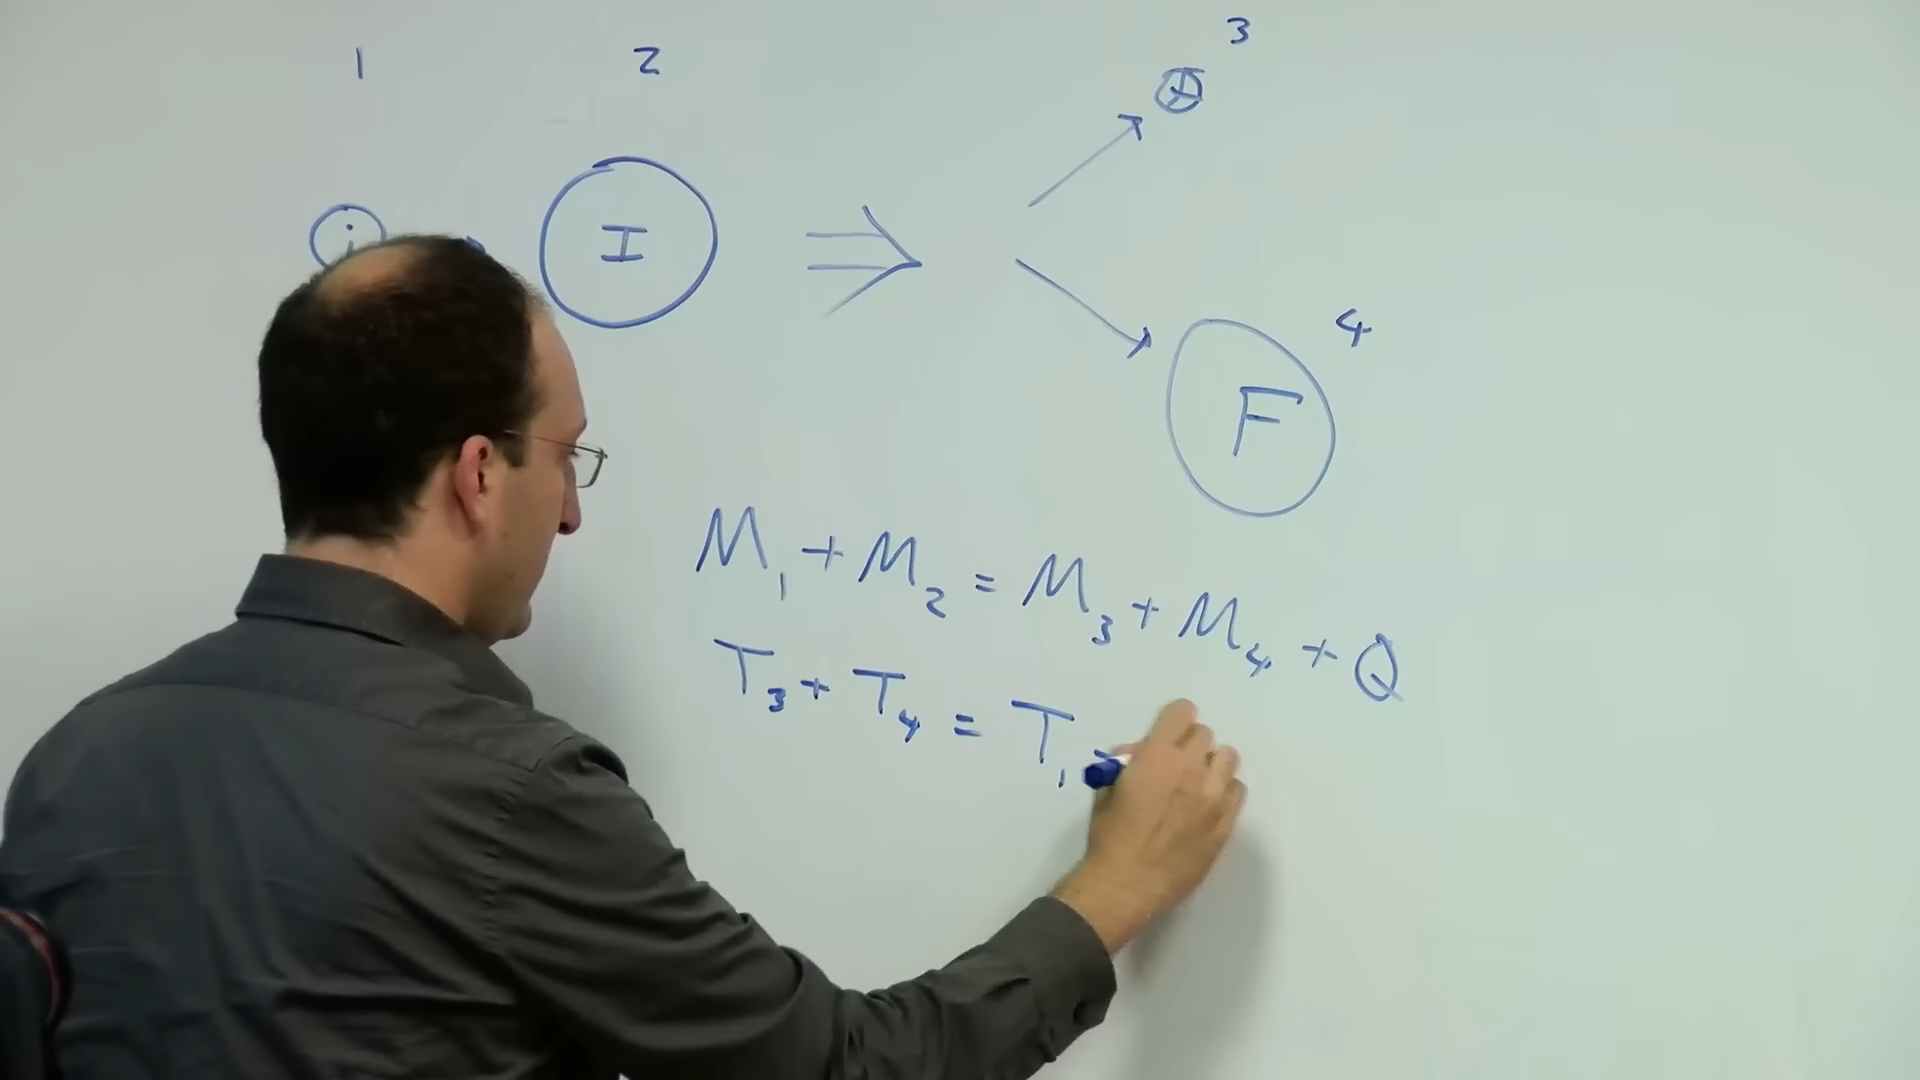 1 2 3
i I
4
F
M₁ + M₂ = M₃ + M₄ + Q
T₃ + T₄ = T₁